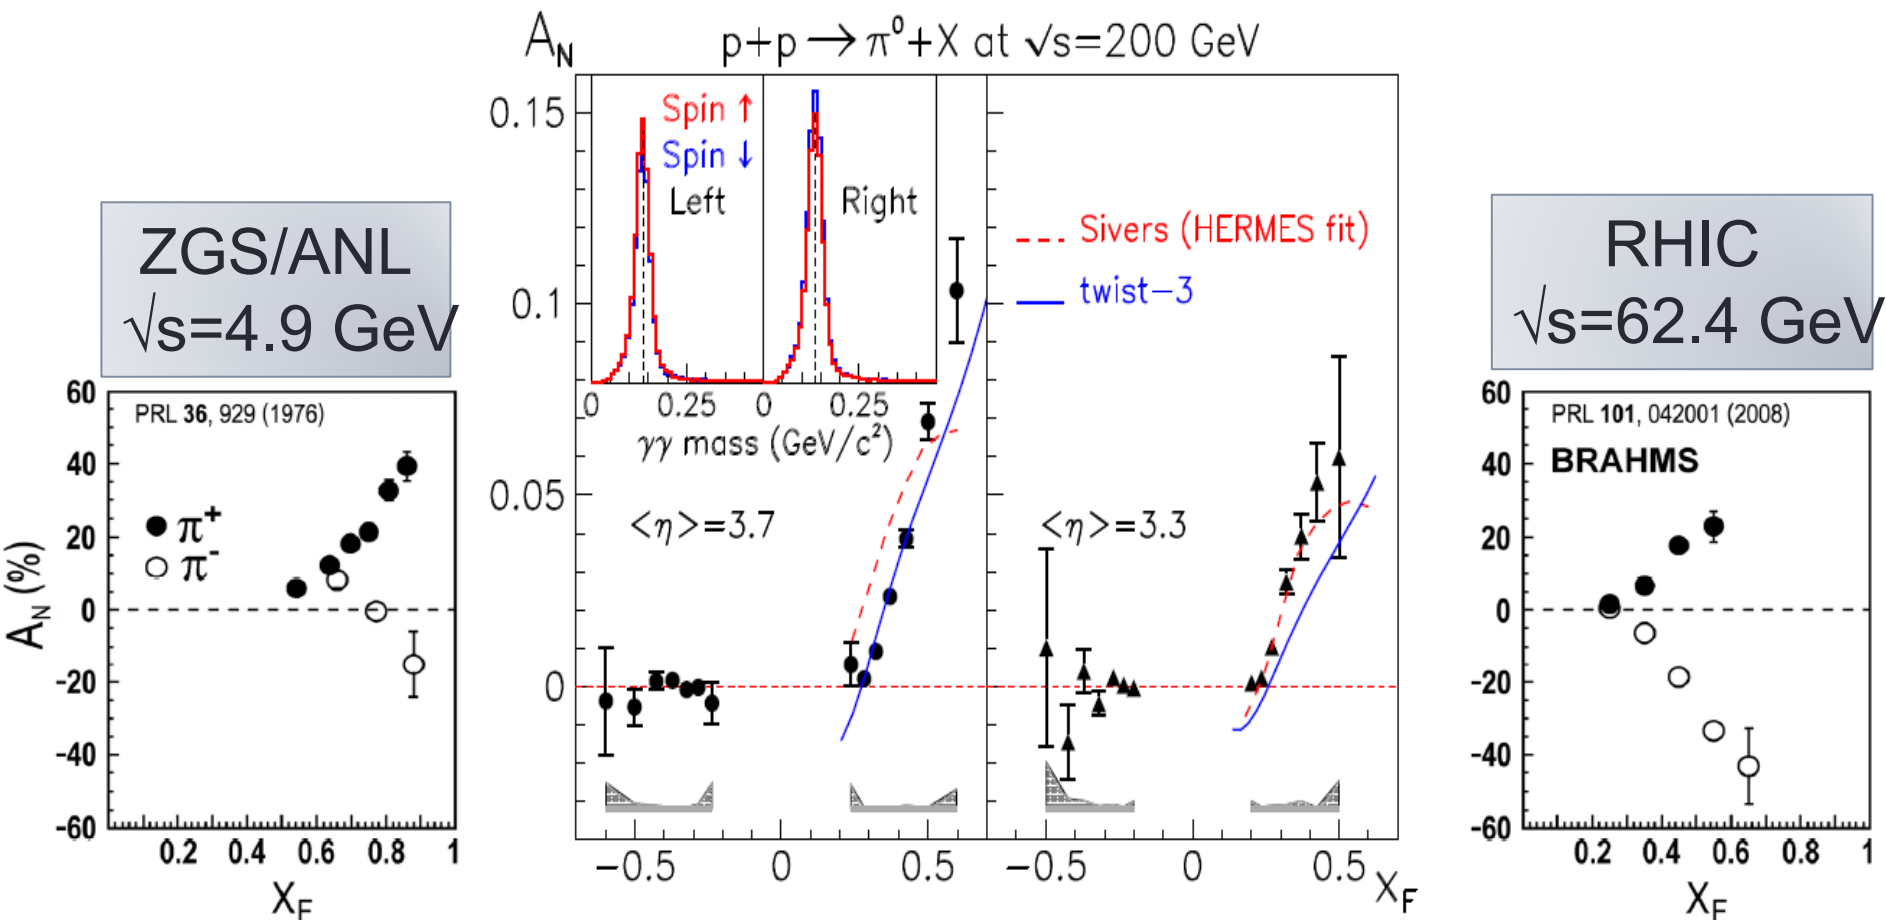 ZGS/ANL
√s=4.9 GeV
PRL 36, 929 (1976)
π+
π-
A_N (%)
60
40
20
0
-20
-40
-60
0.2 0.4 0.6 0.8 1
X_F
A_N
p+p → π⁰+X at √s=200 GeV
0.15
0.1
0.05
0
Spin ↑
Spin ↓
Left
Right
0 0.25 0 0.25
γγ mass (GeV/c²)
<η>=3.7
Sivers (HERMES fit)
twist-3
<η>=3.3
-0.5 0 0.5 -0.5 0 0.5
X_F
RHIC
√s=62.4 GeV
PRL 101, 042001 (2008)
BRAHMS
60
40
20
0
-20
-40
-60
0.2 0.4 0.6 0.8 1
X_F